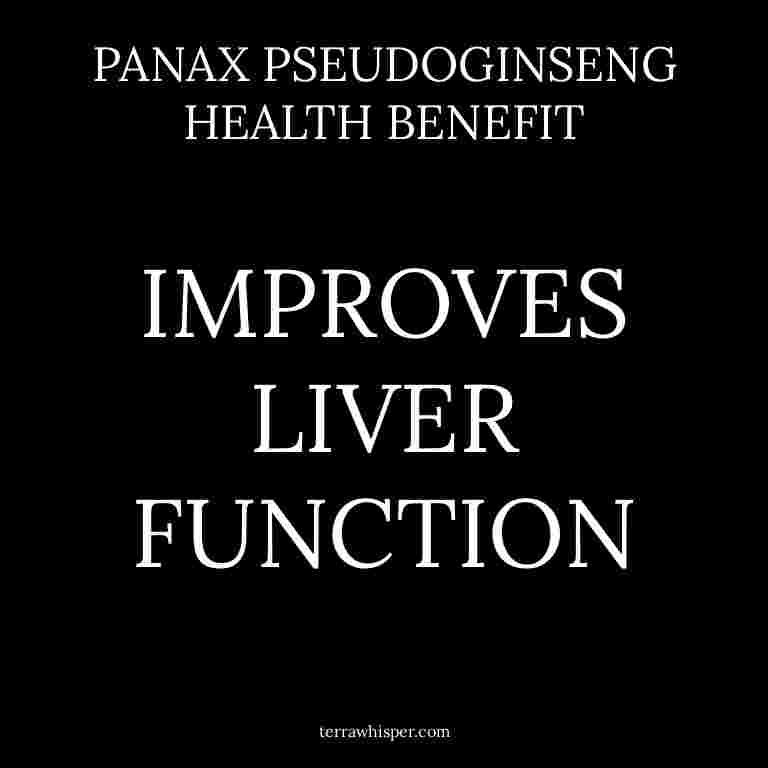 PANAX PSEUDOGINSENG
HEALTH BENEFIT
IMPROVES
LIVER
FUNCTION
terrawhisper.com